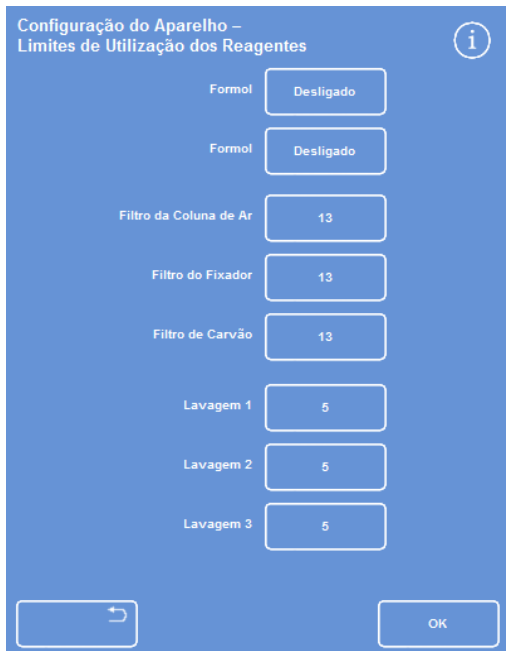 Configuração do Aparelho –
Limites de Utilização dos Reagentes
i
Formol Desligado
Formol Desligado
Filtro da Coluna de Ar 13
Filtro do Fixador 13
Filtro de Carvão 13
Lavagem 1 5
Lavagem 2 5
Lavagem 3 5
OK